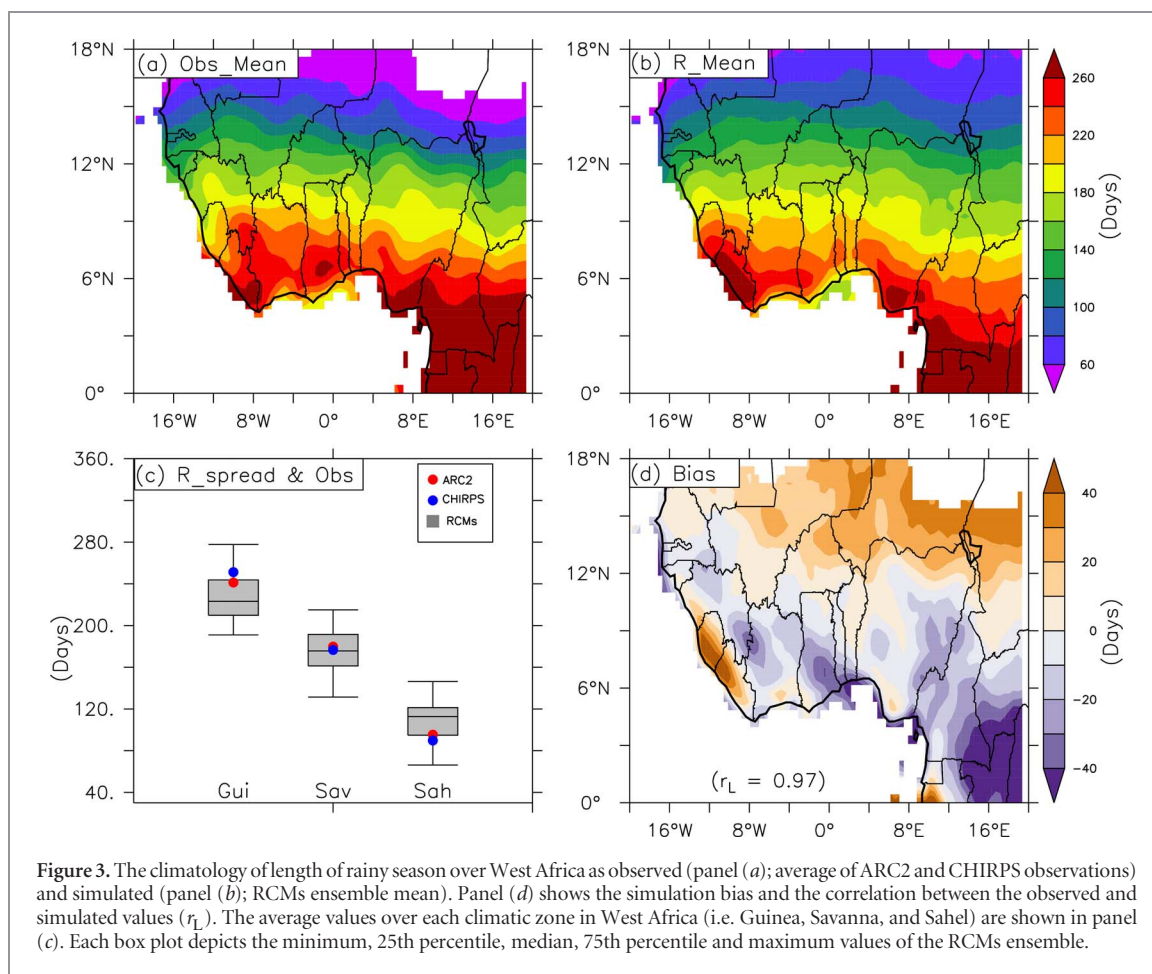 18°N
12°N
6°N
0°
(a) Obs_Mean
16°W 8°W 0° 8°E 16°E
18°N
12°N
6°N
0°
(b) R_Mean
16°W 8°W 0° 8°E 16°E
260
220
180
140
100
60
(Days)
360.
280.
200.
120.
40.
(Days)
(c) R_spread & Obs
ARC2
CHIRPS
RCMs
Gui Sav Sah
18°N
12°N
6°N
0°
(d) Bias
(rL = 0.97)
16°W 8°W 0° 8°E 16°E
40
20
0
−20
−40
(Days)
Figure 3. The climatology of length of rainy season over West Africa as observed (panel (a); average of ARC2 and CHIRPS observations)
and simulated (panel (b); RCMs ensemble mean). Panel (d) shows the simulation bias and the correlation between the observed and
simulated values (rL). The average values over each climatic zone in West Africa (i.e. Guinea, Savanna, and Sahel) are shown in panel
(c). Each box plot depicts the minimum, 25th percentile, median, 75th percentile and maximum values of the RCMs ensemble.